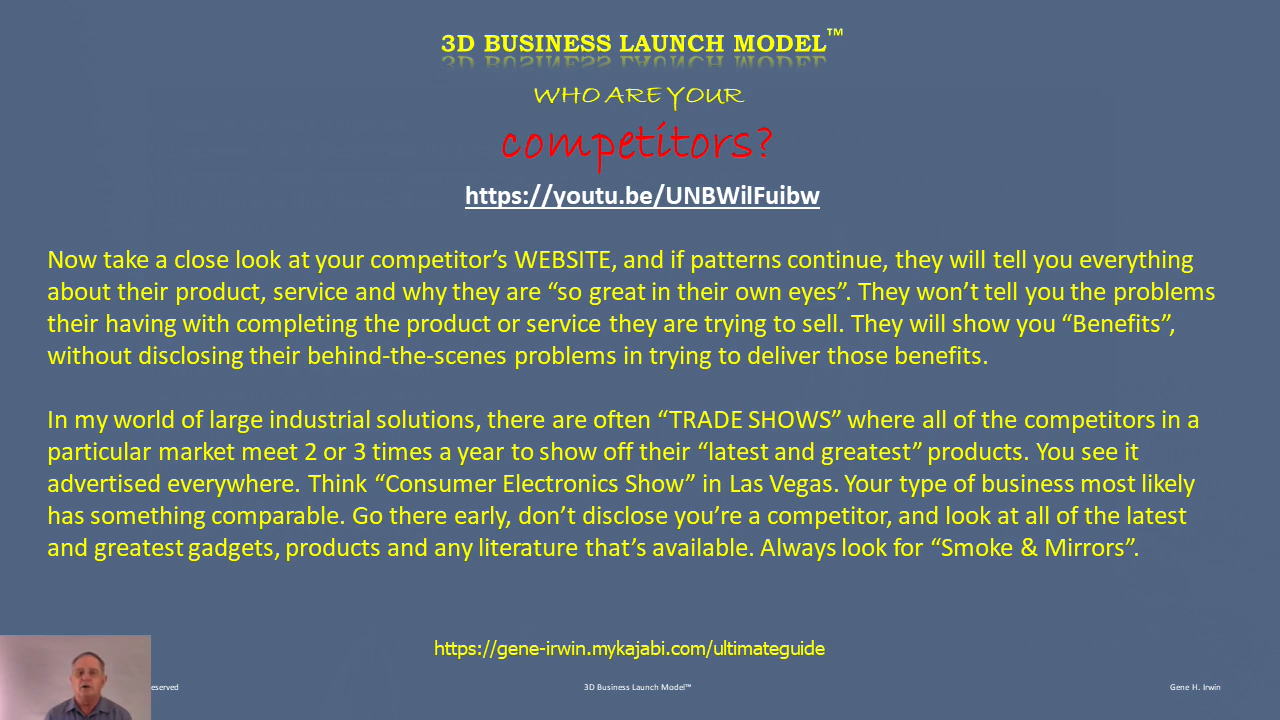 3D BUSINESS LAUNCH MODEL™
WHO ARE YOUR
competitors?
https://youtu.be/UNBWilFuibw
Now take a close look at your competitor’s WEBSITE, and if patterns continue, they will tell you everything
about their product, service and why they are “so great in their own eyes”. They won’t tell you the problems
their having with completing the product or service they are trying to sell. They will show you “Benefits”,
without disclosing their behind-the-scenes problems in trying to deliver those benefits.
In my world of large industrial solutions, there are often “TRADE SHOWS” where all of the competitors in a
particular market meet 2 or 3 times a year to show off their “latest and greatest” products. You see it
advertised everywhere. Think “Consumer Electronics Show” in Las Vegas. Your type of business most likely
has something comparable. Go there early, don’t disclose you’re a competitor, and look at all of the latest
and greatest gadgets, products and any literature that’s available. Always look for “Smoke & Mirrors”.
https://gene-irwin.mykajabi.com/ultimateguide
eserved 3D Business Launch Model™ Gene H. Irwin